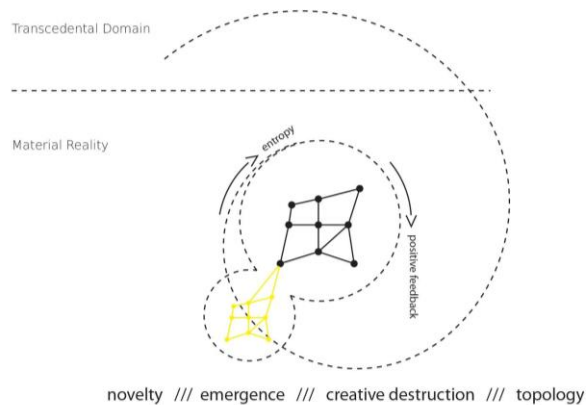 Transcedental Domain
entropy
Material Reality
positive feedback
novelty /// emergence /// creative destruction /// topology